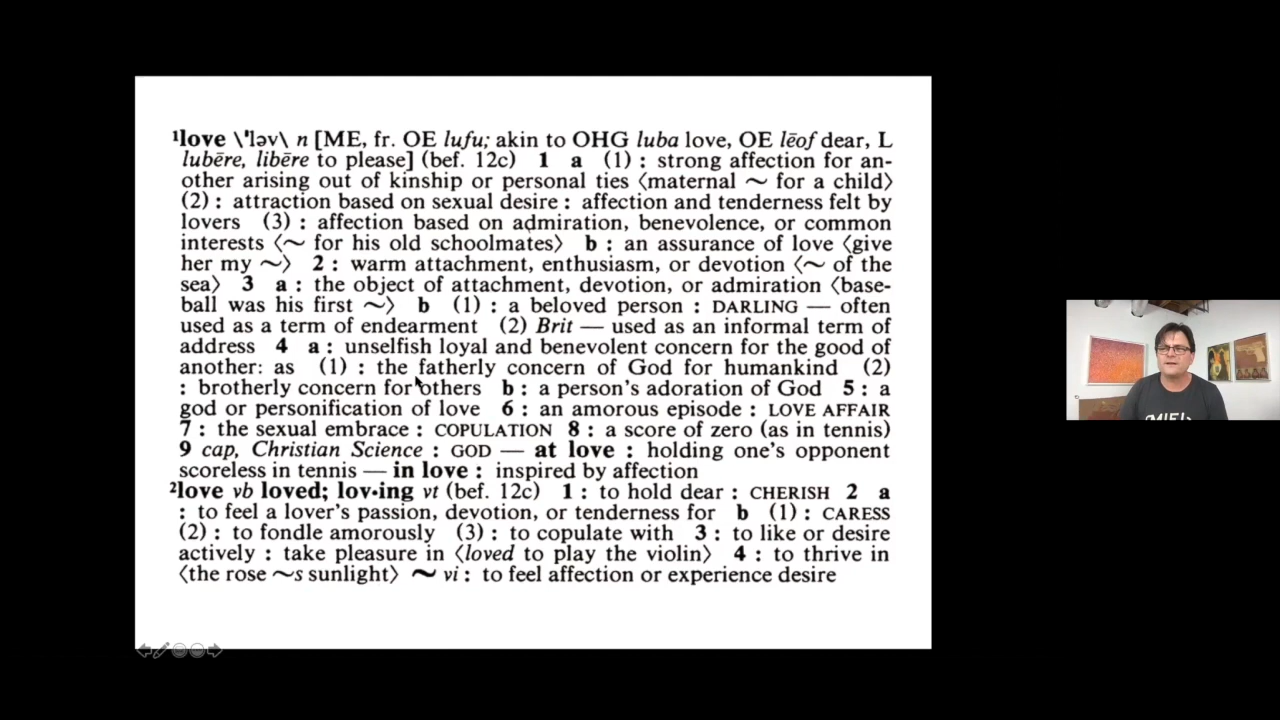 ¹love \ˈləv\ n [ME, fr. OE lufu; akin to OHG luba love, OE lēof dear, L
lubēre, libēre to please] (bef. 12c) 1 a (1) : strong affection for an-
other arising out of kinship or personal ties ⟨maternal ~ for a child⟩
(2) : attraction based on sexual desire : affection and tenderness felt by
lovers (3) : affection based on admiration, benevolence, or common
interests ⟨~ for his old schoolmates⟩ b : an assurance of love ⟨give
her my ~⟩ 2 : warm attachment, enthusiasm, or devotion ⟨~ of the
sea⟩ 3 a : the object of attachment, devotion, or admiration ⟨base-
ball was his first ~⟩ b (1) : a beloved person : DARLING — often
used as a term of endearment (2) Brit — used as an informal term of
address 4 a : unselfish loyal and benevolent concern for the good of
another: as (1) : the fatherly concern of God for humankind (2)
: brotherly concern for others b : a person's adoration of God 5 : a
god or personification of love 6 : an amorous episode : LOVE AFFAIR
7 : the sexual embrace : COPULATION 8 : a score of zero (as in tennis)
9 cap, Christian Science : GOD — at love : holding one's opponent
scoreless in tennis — in love : inspired by affection
²love vb loved; lov•ing vt (bef. 12c) 1 : to hold dear : CHERISH 2 a
: to feel a lover's passion, devotion, or tenderness for b (1) : CARESS
(2) : to fondle amorously (3) : to copulate with 3 : to like or desire
actively : take pleasure in ⟨loved to play the violin⟩ 4 : to thrive in
⟨the rose ~s sunlight⟩ ~ vi : to feel affection or experience desire